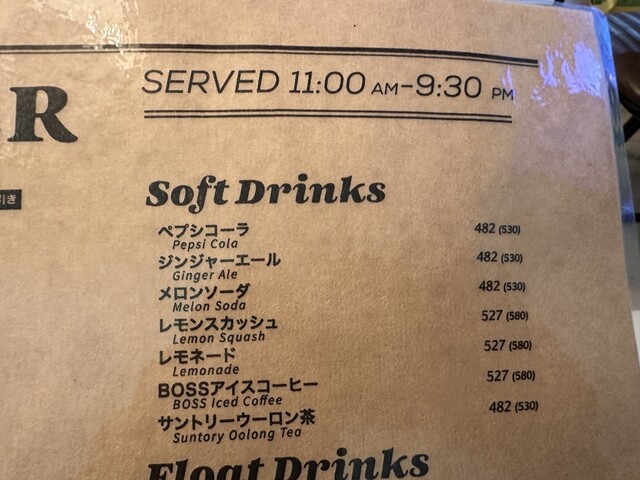 SERVED 11:00 AM-9:30 PM
R
引き
Soft Drinks
ペプシコーラ 482 (530)
Pepsi Cola
ジンジャーエール 482 (530)
Ginger Ale
メロンソーダ 482 (530)
Melon Soda
レモンスカッシュ 527 (580)
Lemon Squash
レモネード 527 (580)
Lemonade
BOSSアイスコーヒー 527 (580)
BOSS Iced Coffee
サントリーウーロン茶 482 (530)
Suntory Oolong Tea
Float Drinks